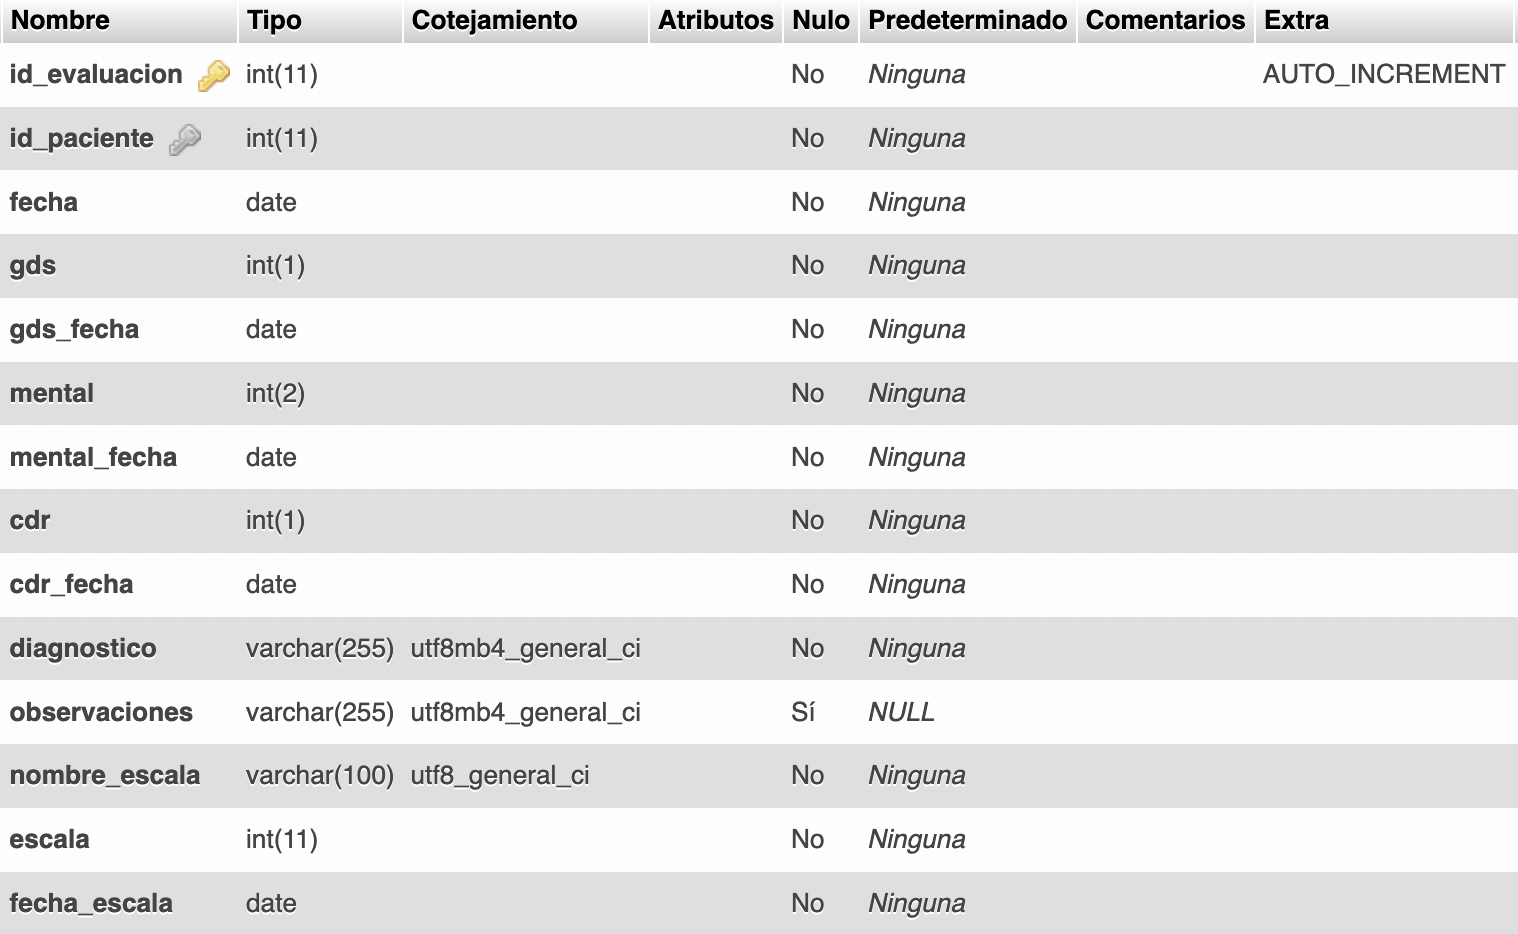 Nombre Tipo Cotejamiento Atributos Nulo Predeterminado Comentarios Extra
id_evaluacion int(11) No Ninguna AUTO_INCREMENT
id_paciente int(11) No Ninguna
fecha date No Ninguna
gds int(1) No Ninguna
gds_fecha date No Ninguna
mental int(2) No Ninguna
mental_fecha date No Ninguna
cdr int(1) No Ninguna
cdr_fecha date No Ninguna
diagnostico varchar(255) utf8mb4_general_ci No Ninguna
observaciones varchar(255) utf8mb4_general_ci Sí NULL
nombre_escala varchar(100) utf8_general_ci No Ninguna
escala int(11) No Ninguna
fecha_escala date No Ninguna